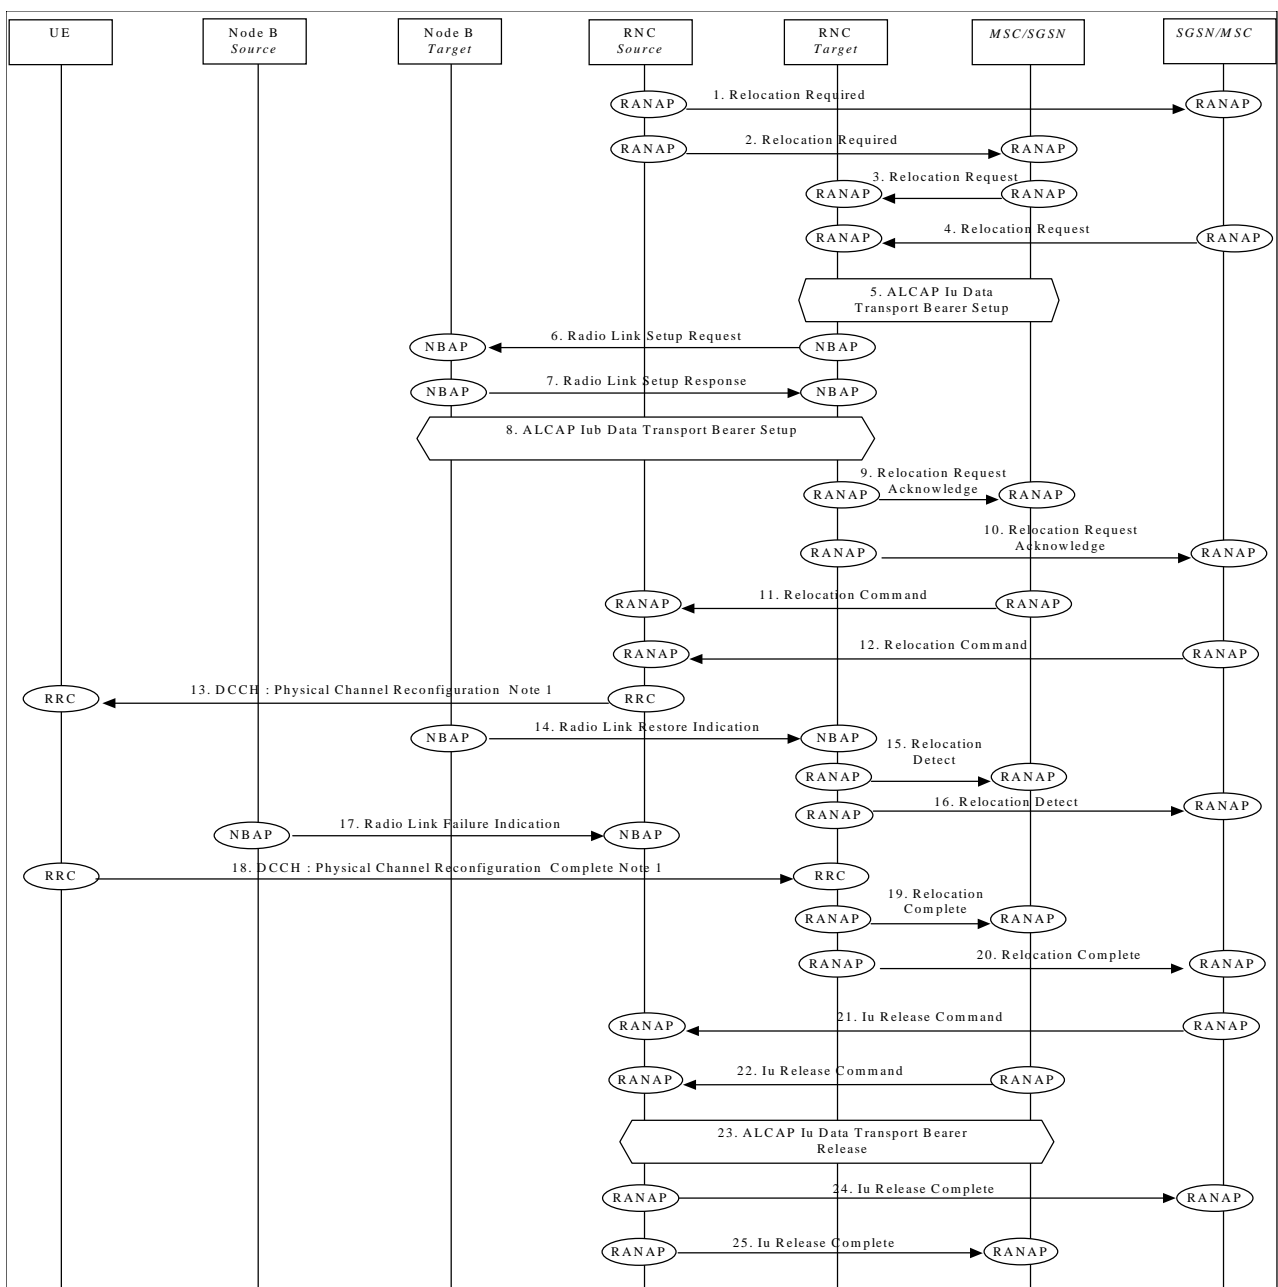 UE
Node B
Source
Node B
Target
RNC
Source
RNC
Target
MSC/SGSN
SGSN/MSC
RANAP 1. Relocation Required RANAP
RANAP 2. Relocation Required RANAP
RANAP 3. Relocation Request RANAP
RANAP 4. Relocation Request RANAP
5. ALCAP Iu Data
Transport Bearer Setup
NBAP 6. Radio Link Setup Request NBAP
NBAP 7. Radio Link Setup Response NBAP
8. ALCAP Iub Data Transport Bearer Setup
9. Relocation Request
Acknowledge
RANAP RANAP
10. Relocation Request
Acknowledge
RANAP RANAP
RANAP 11. Relocation Command RANAP
RANAP 12. Relocation Command RANAP
RRC 13. DCCH : Physical Channel Reconfiguration Note 1 RRC
NBAP 14. Radio Link Restore Indication NBAP
15. Relocation
Detect
RANAP RANAP
RANAP 16. Relocation Detect RANAP
NBAP 17. Radio Link Failure Indication NBAP
RRC 18. DCCH : Physical Channel Reconfiguration Complete Note 1 RRC
19. Relocation
Complete
RANAP RANAP
RANAP 20. Relocation Complete RANAP
RANAP 21. Iu Release Command RANAP
RANAP 22. Iu Release Command RANAP
23. ALCAP Iu Data Transport Bearer
Release
RANAP 24. Iu Release Complete RANAP
RANAP 25. Iu Release Complete RANAP